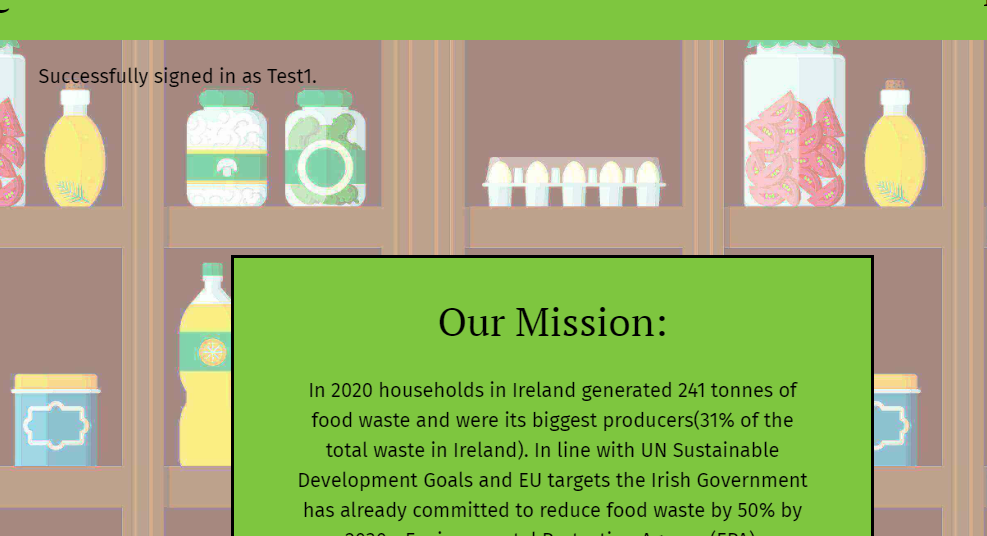 Successfully signed in as Test1.
Our Mission:
In 2020 households in Ireland generated 241 tonnes of
food waste and were its biggest producers(31% of the
total waste in Ireland). In line with UN Sustainable
Development Goals and EU targets the Irish Government
has already committed to reduce food waste by 50% by